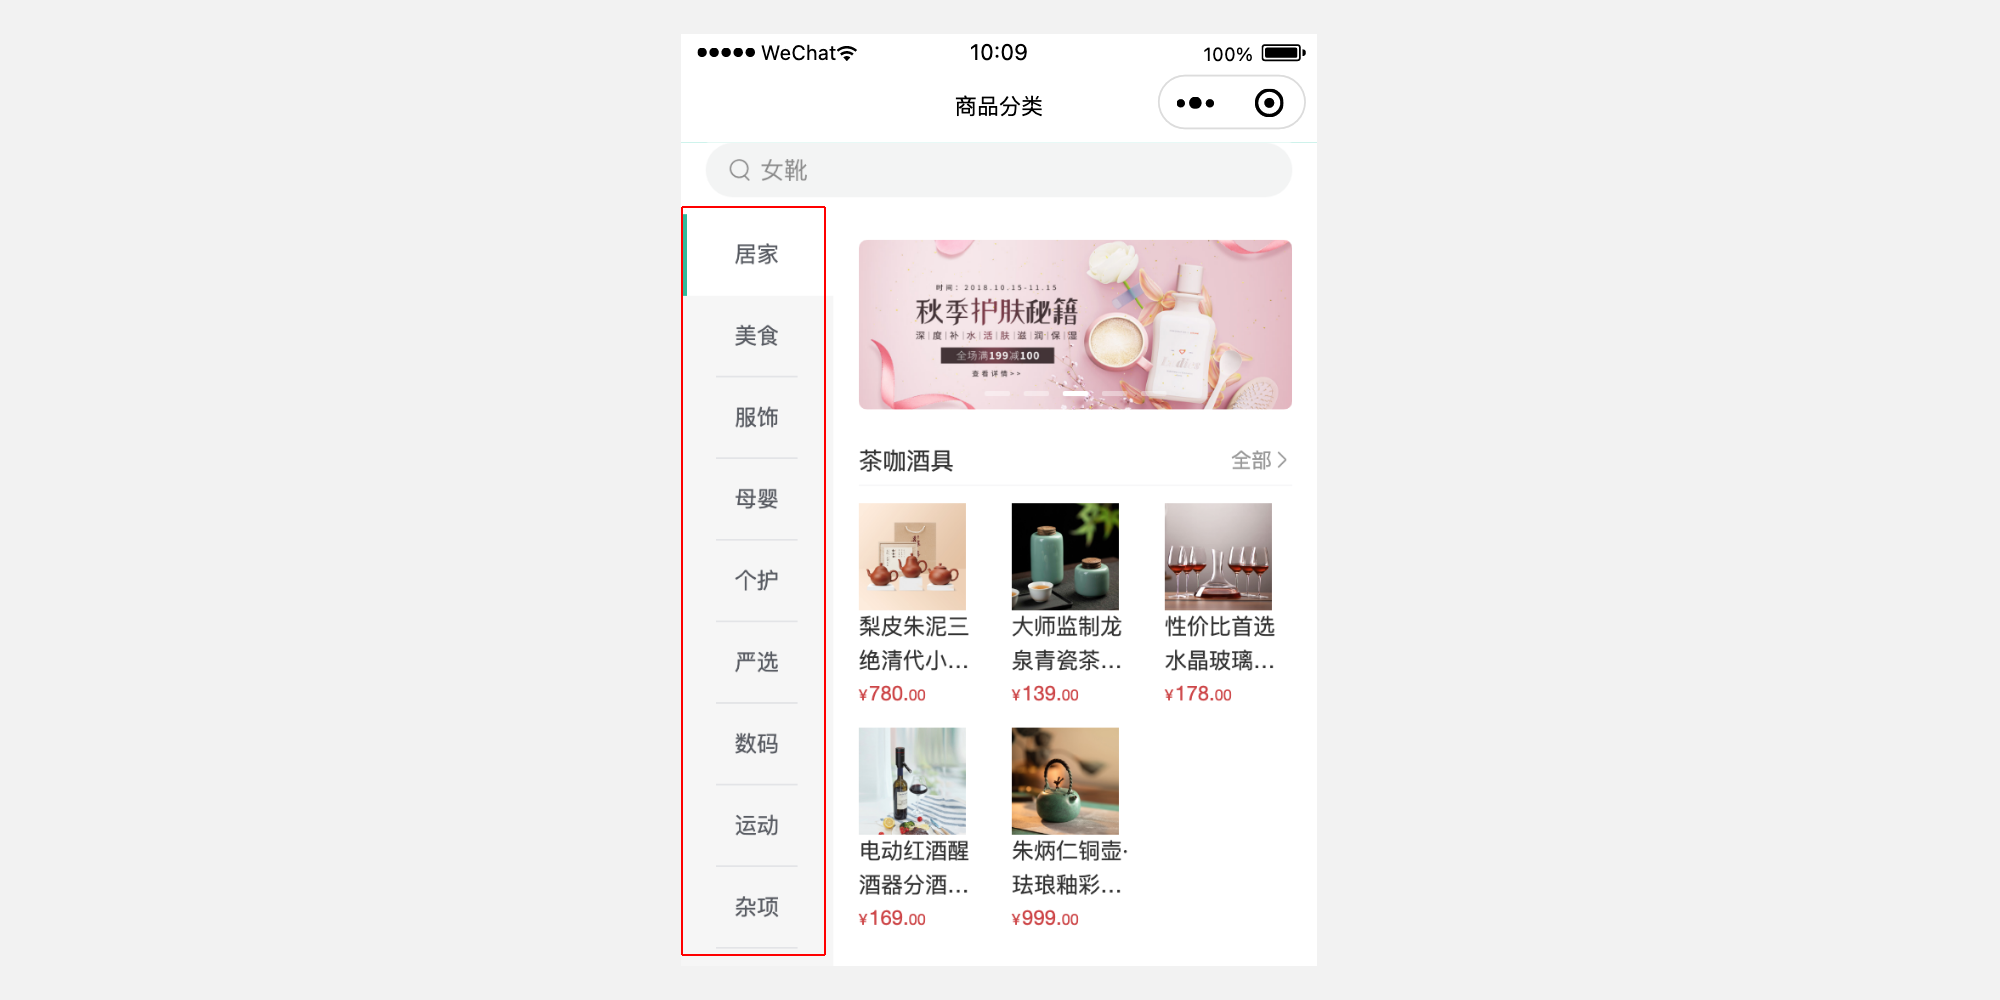 WeChat
10:09
100%
商品分类
女靴
居家
美食
服饰
母婴
个护
严选
数码
运动
杂项
时间：2018.10.15-11.15
秋季护肤秘籍
深度|补|水|活|肤|滋|润|保|湿
全场满199减100
查看详情>>
茶咖酒具
全部
梨皮朱泥三
绝清代小...
¥780.00
大师监制龙
泉青瓷茶...
¥139.00
性价比首选
水晶玻璃...
¥178.00
电动红酒醒
酒器分酒...
¥169.00
朱炳仁铜壶·
珐琅釉彩...
¥999.00